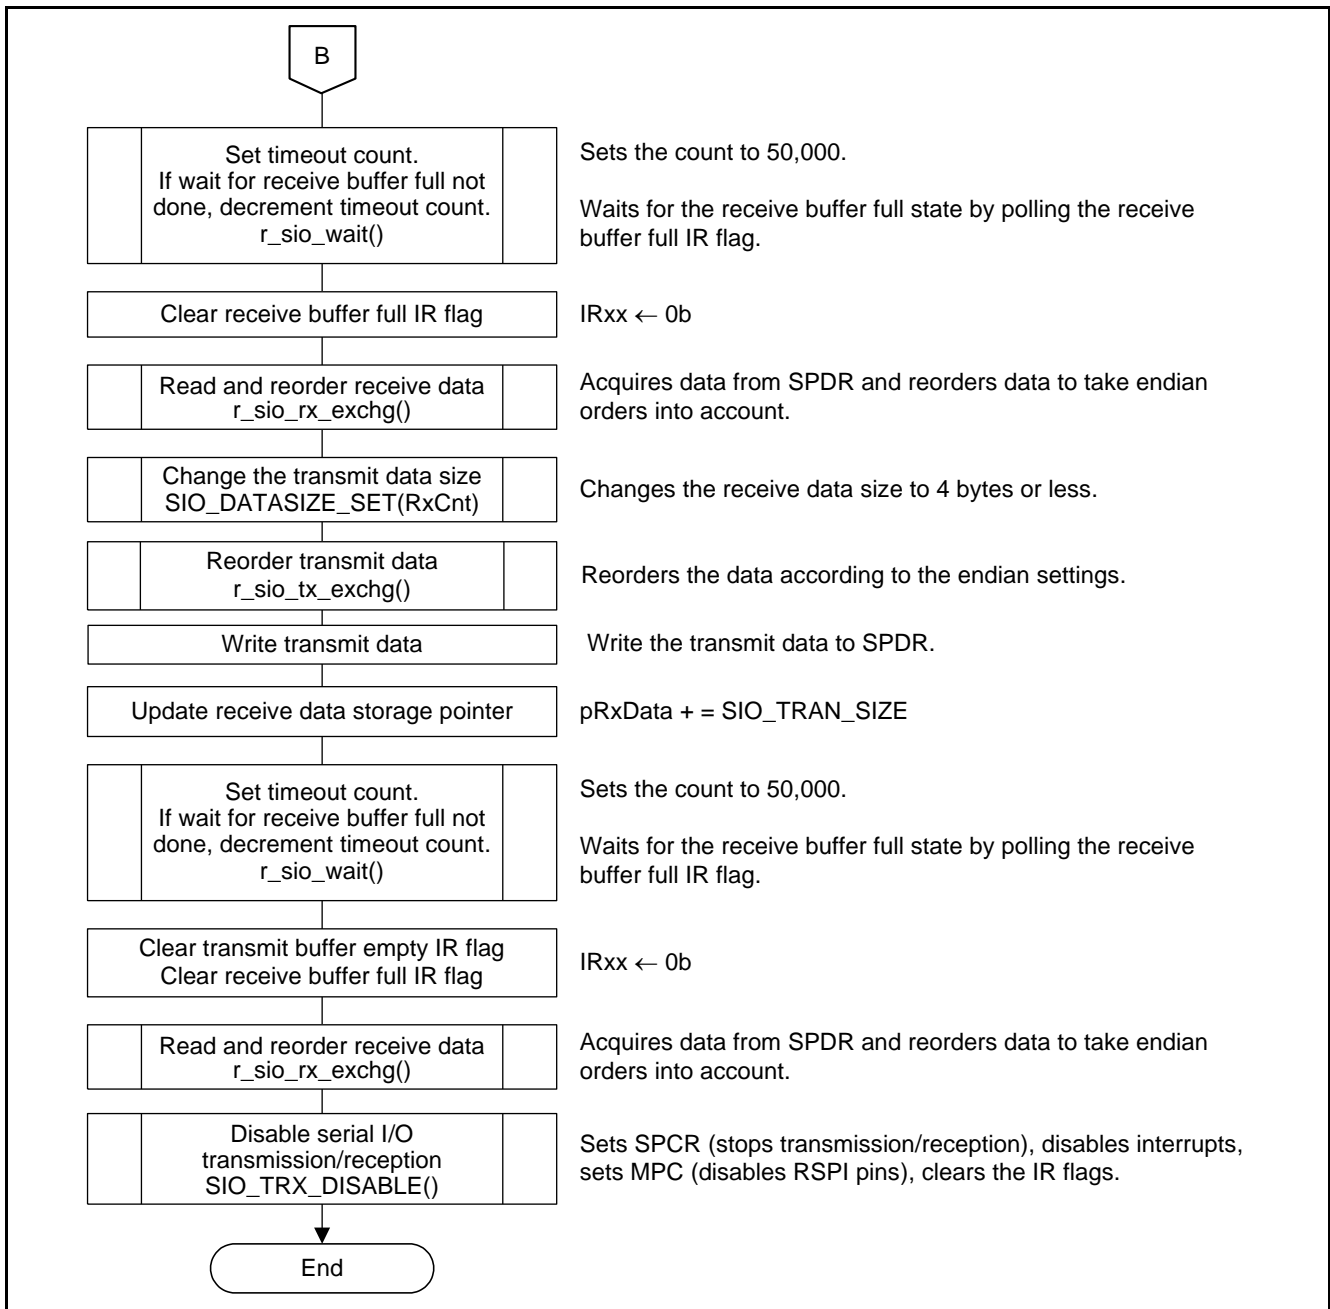 B
Set timeout count.
If wait for receive buffer full not
done, decrement timeout count.
r_sio_wait()
Sets the count to 50,000.
Waits for the receive buffer full state by polling the receive
buffer full IR flag.
Clear receive buffer full IR flag
IRxx ← 0b
Read and reorder receive data
r_sio_rx_exchg()
Acquires data from SPDR and reorders data to take endian
orders into account.
Change the transmit data size
SIO_DATASIZE_SET(RxCnt)
Changes the receive data size to 4 bytes or less.
Reorder transmit data
r_sio_tx_exchg()
Reorders the data according to the endian settings.
Write transmit data
Write the transmit data to SPDR.
Update receive data storage pointer
pRxData + = SIO_TRAN_SIZE
Set timeout count.
If wait for receive buffer full not
done, decrement timeout count.
r_sio_wait()
Sets the count to 50,000.
Waits for the receive buffer full state by polling the receive
buffer full IR flag.
Clear transmit buffer empty IR flag
Clear receive buffer full IR flag
IRxx ← 0b
Read and reorder receive data
r_sio_rx_exchg()
Acquires data from SPDR and reorders data to take endian
orders into account.
Disable serial I/O
transmission/reception
SIO_TRX_DISABLE()
Sets SPCR (stops transmission/reception), disables interrupts,
sets MPC (disables RSPI pins), clears the IR flags.
End